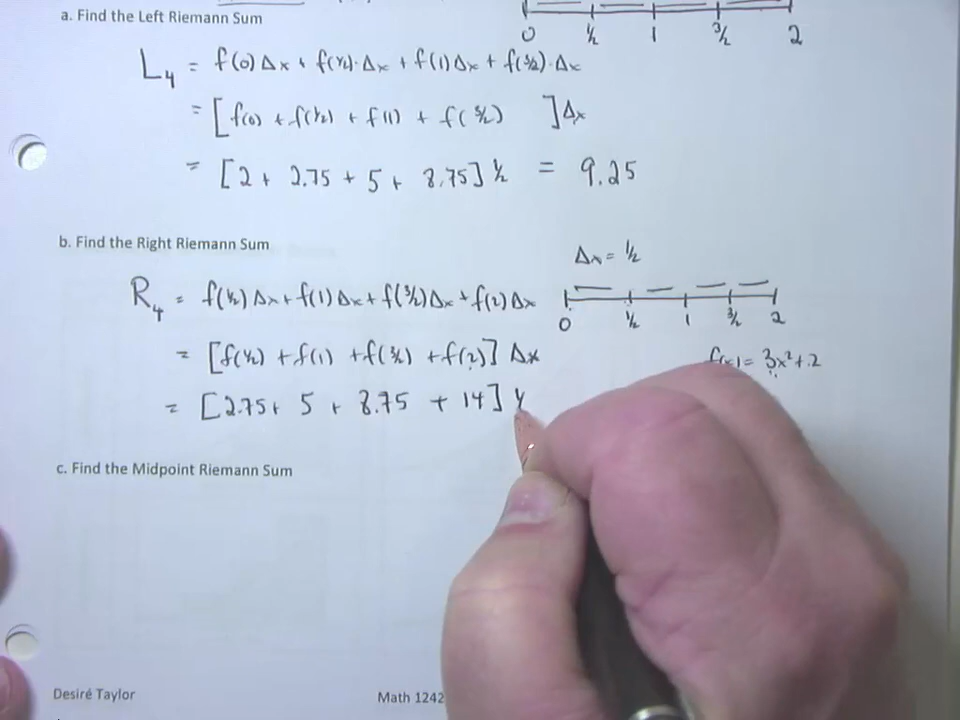 a. Find the Left Riemann Sum
0 ½ 1 3/2 2
L₄ = f(0)Δx + f(½)·Δx + f(1)Δx + f(3/2)·Δx
= [f(0) + f(½) + f(1) + f(3/2) ]Δx
= [2 + 2.75 + 5 + 8.75] ½ = 9.25
b. Find the Right Riemann Sum
Δx = ½
R₄ = f(½)Δx + f(1)Δx + f(3/2)Δx + f(2)Δx
0 ½ 1 3/2 2
= [f(½) + f(1) + f(3/2) + f(2)] Δx
f(x) = 3x² + 2
= [2.75 + 5 + 8.75 + 14]
c. Find the Midpoint Riemann Sum
Desiré Taylor Math 1242